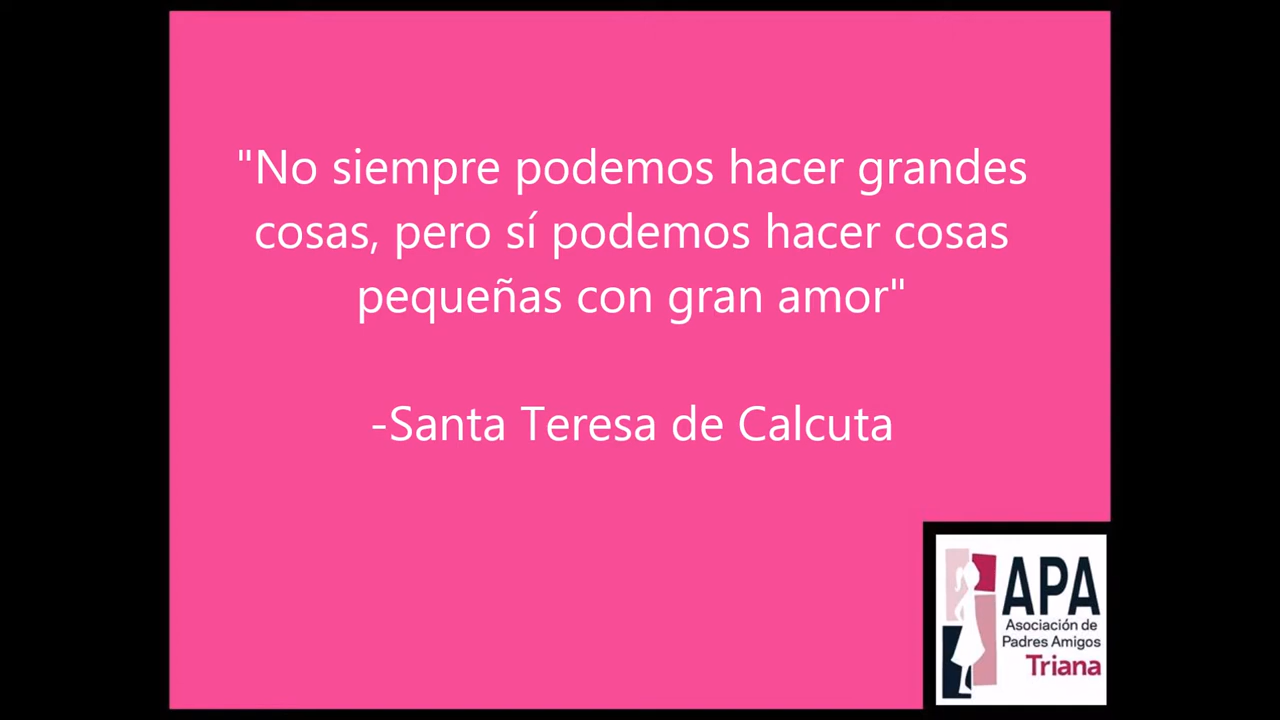 "No siempre podemos hacer grandes
cosas, pero sí podemos hacer cosas
pequeñas con gran amor"
-Santa Teresa de Calcuta
APA
Asociación de
Padres Amigos
Triana